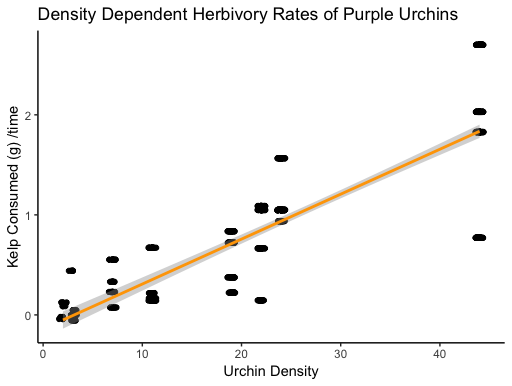 Density Dependent Herbivory Rates of Purple Urchins
Kelp Consumed (g) /time
2
1
0
0
10
20
30
40
Urchin Density